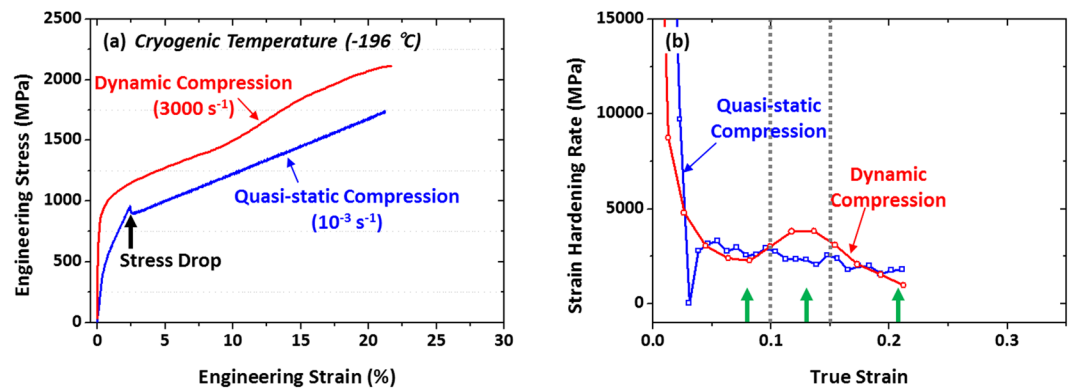 (a) Cryogenic Temperature (-196 ℃)
Dynamic Compression
(3000 s⁻¹)
Quasi-static Compression
(10⁻³ s⁻¹)
Stress Drop
Engineering Stress (MPa)
2500
2000
1500
1000
500
0
0 5 10 15 20 25 30
Engineering Strain (%)
(b)
Quasi-static
Compression
Dynamic
Compression
Strain Hardening Rate (MPa)
15000
10000
5000
0
0.0 0.1 0.2 0.3
True Strain